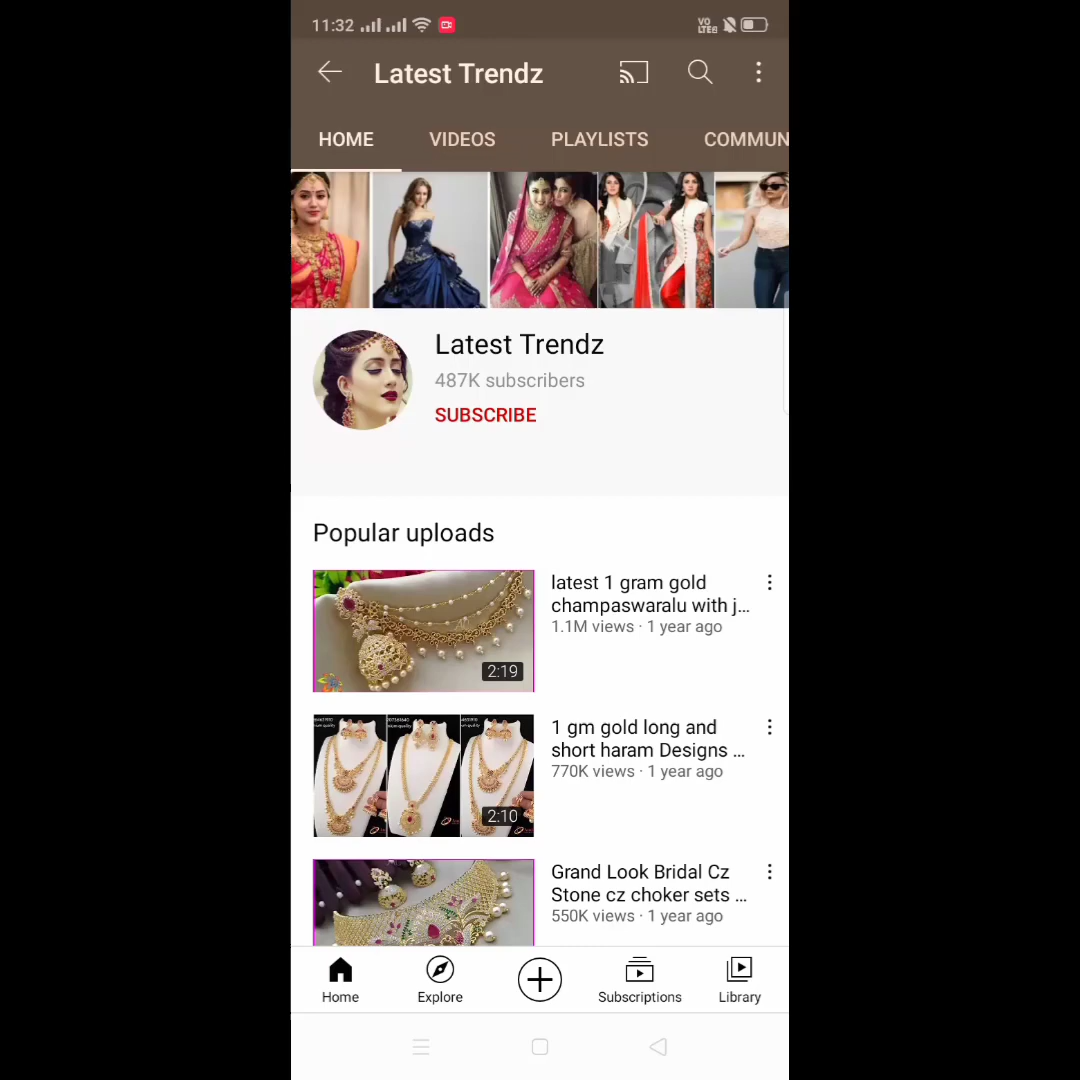 11:32
VO
LTE
Latest Trendz
HOME VIDEOS PLAYLISTS COMMUN
Latest Trendz
487K subscribers
SUBSCRIBE
Popular uploads
latest 1 gram gold
champaswaralu with j...
1.1M views · 1 year ago
2:19
1 gm gold long and
short haram Designs ...
770K views · 1 year ago
2:10
Grand Look Bridal Cz
Stone cz choker sets ...
550K views · 1 year ago
Home Explore Subscriptions Library